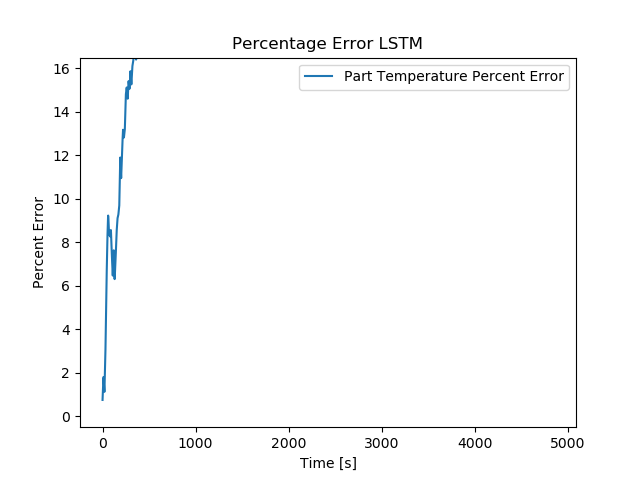 Percentage Error LSTM
Part Temperature Percent Error
Percent Error
16
14
12
10
8
6
4
2
0
0 1000 2000 3000 4000 5000
Time [s]